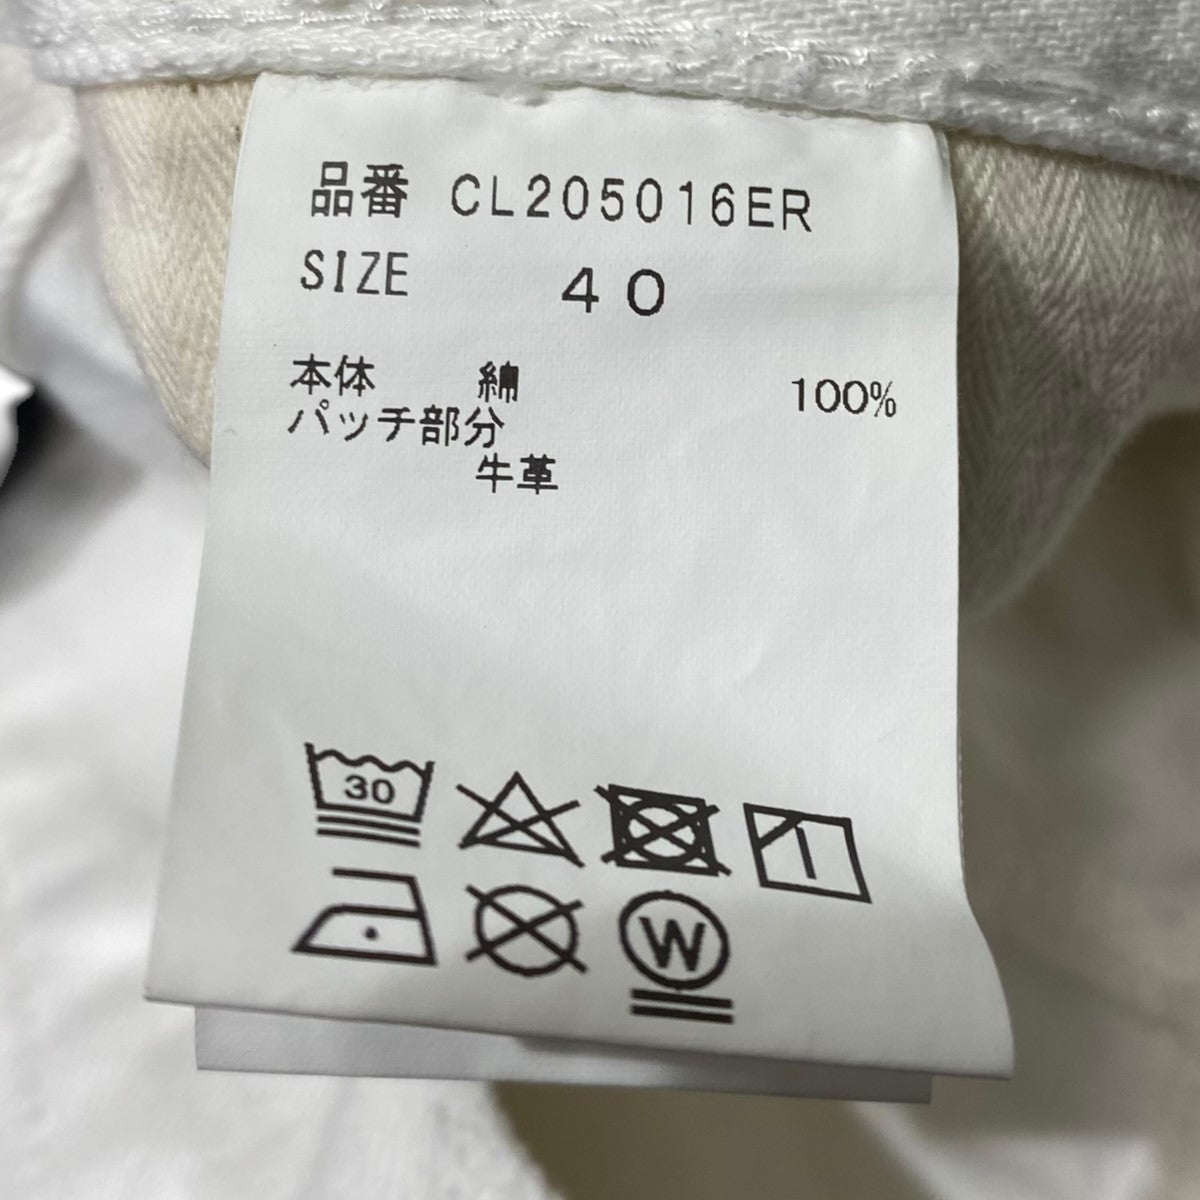 品番 CL205016ER
SIZE 40
本体 綿 100%
パッチ部分
牛革
30
W